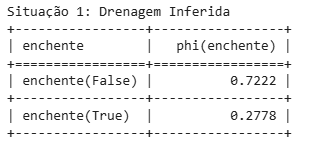 Situação 1: Drenagem Inferida
+-----------------+-----------------+
| enchente        |   phi(enchente) |
+=================+=================+
| enchente(False) |          0.7222 |
+-----------------+-----------------+
| enchente(True)  |          0.2778 |
+-----------------+-----------------+